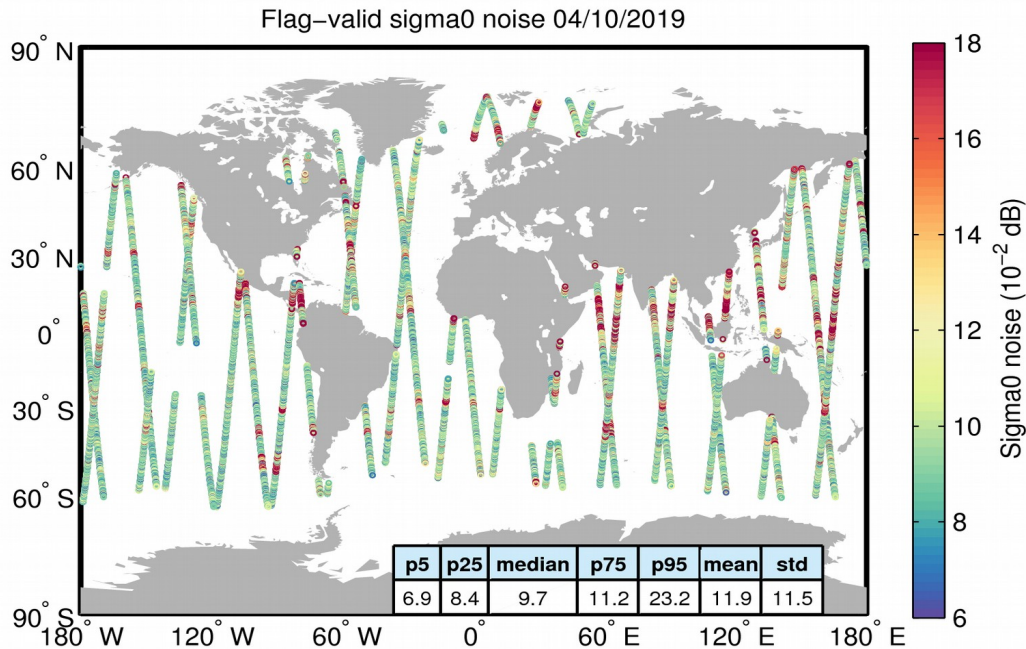 Flag−valid sigma0 noise 04/10/2019
90° N
60° N
30° N
0°
30° S
60° S
90° S
180° W
120° W
60° W
0°
60° E
120° E
180° E
p5 p25 median p75 p95 mean std
6.9 8.4 9.7 11.2 23.2 11.9 11.5
18
16
14
12
10
8
6
Sigma0 noise (10⁻² dB)